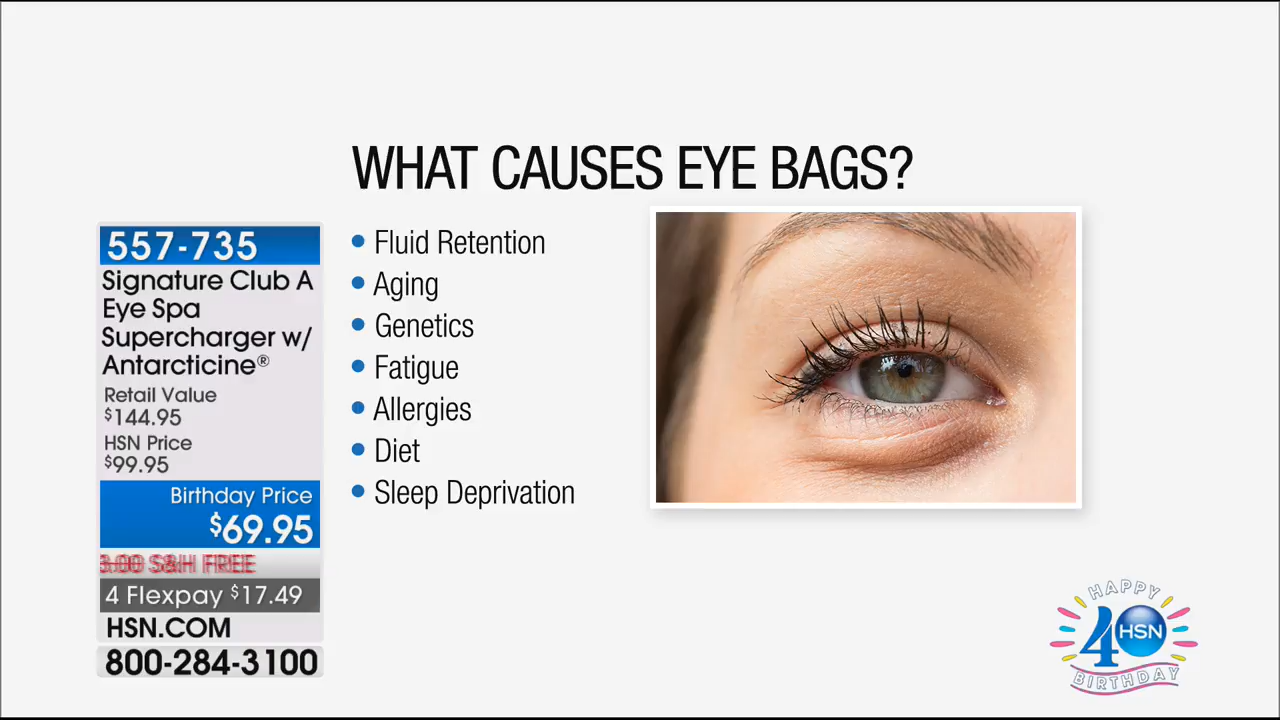 WHAT CAUSES EYE BAGS?
557-735
Signature Club A
Eye Spa
Supercharger w/
Antarcticine®
Retail Value
$144.95
HSN Price
$99.95
Birthday Price
$69.95
S&H FREE
4 Flexpay $17.49
HSN.COM
800-284-3100
• Fluid Retention
• Aging
• Genetics
• Fatigue
• Allergies
• Diet
• Sleep Deprivation
HAPPY
40 HSN
BIRTHDAY